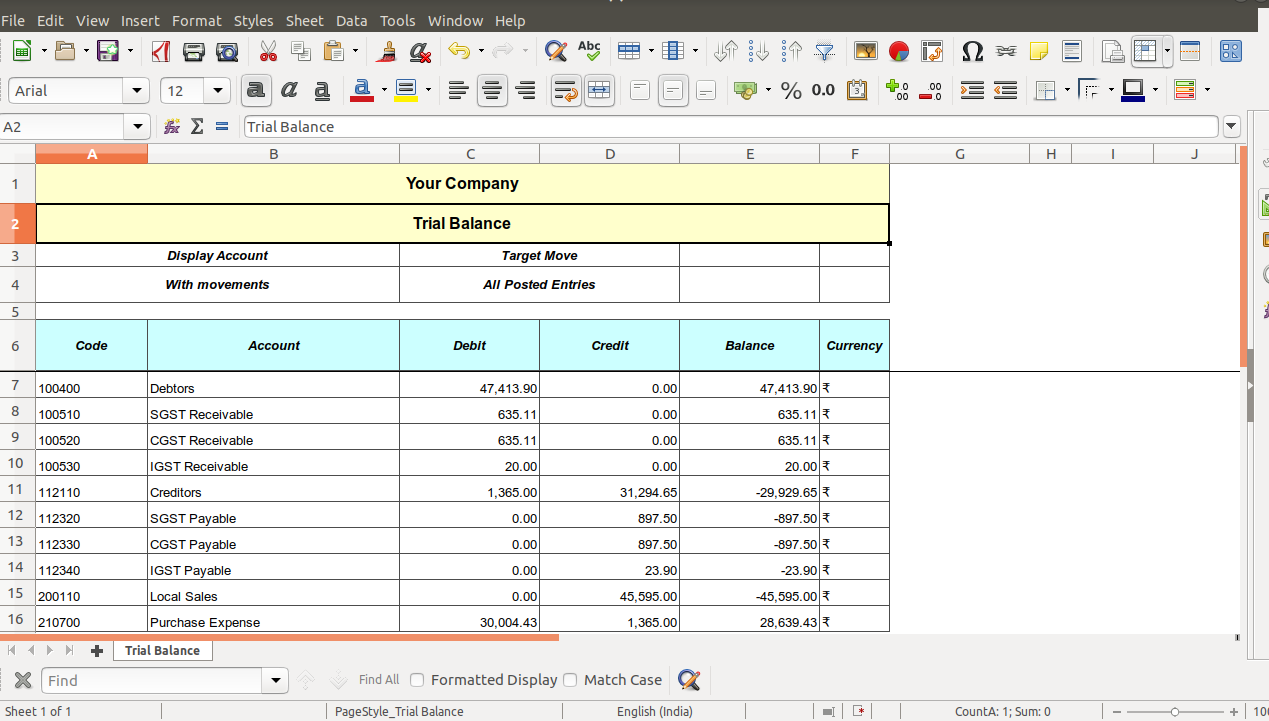 File Edit View Insert Format Styles Sheet Data Tools Window Help
Abc
Arial 12 a a a a % 0.0 .00 .00
A2 Trial Balance
A B C D E F G H I J
1 Your Company
2 Trial Balance
3 Display Account Target Move
4 With movements All Posted Entries
5
6 Code Account Debit Credit Balance Currency
7 100400 Debtors 47,413.90 0.00 47,413.90 ₹
8 100510 SGST Receivable 635.11 0.00 635.11 ₹
9 100520 CGST Receivable 635.11 0.00 635.11 ₹
10 100530 IGST Receivable 20.00 0.00 20.00 ₹
11 112110 Creditors 1,365.00 31,294.65 -29,929.65 ₹
12 112320 SGST Payable 0.00 897.50 -897.50 ₹
13 112330 CGST Payable 0.00 897.50 -897.50 ₹
14 112340 IGST Payable 0.00 23.90 -23.90 ₹
15 200110 Local Sales 0.00 45,595.00 -45,595.00 ₹
16 210700 Purchase Expense 30,004.43 1,365.00 28,639.43 ₹
Trial Balance
Find Find All Formatted Display Match Case
Sheet 1 of 1 PageStyle_Trial Balance English (India) CountA: 1; Sum: 0